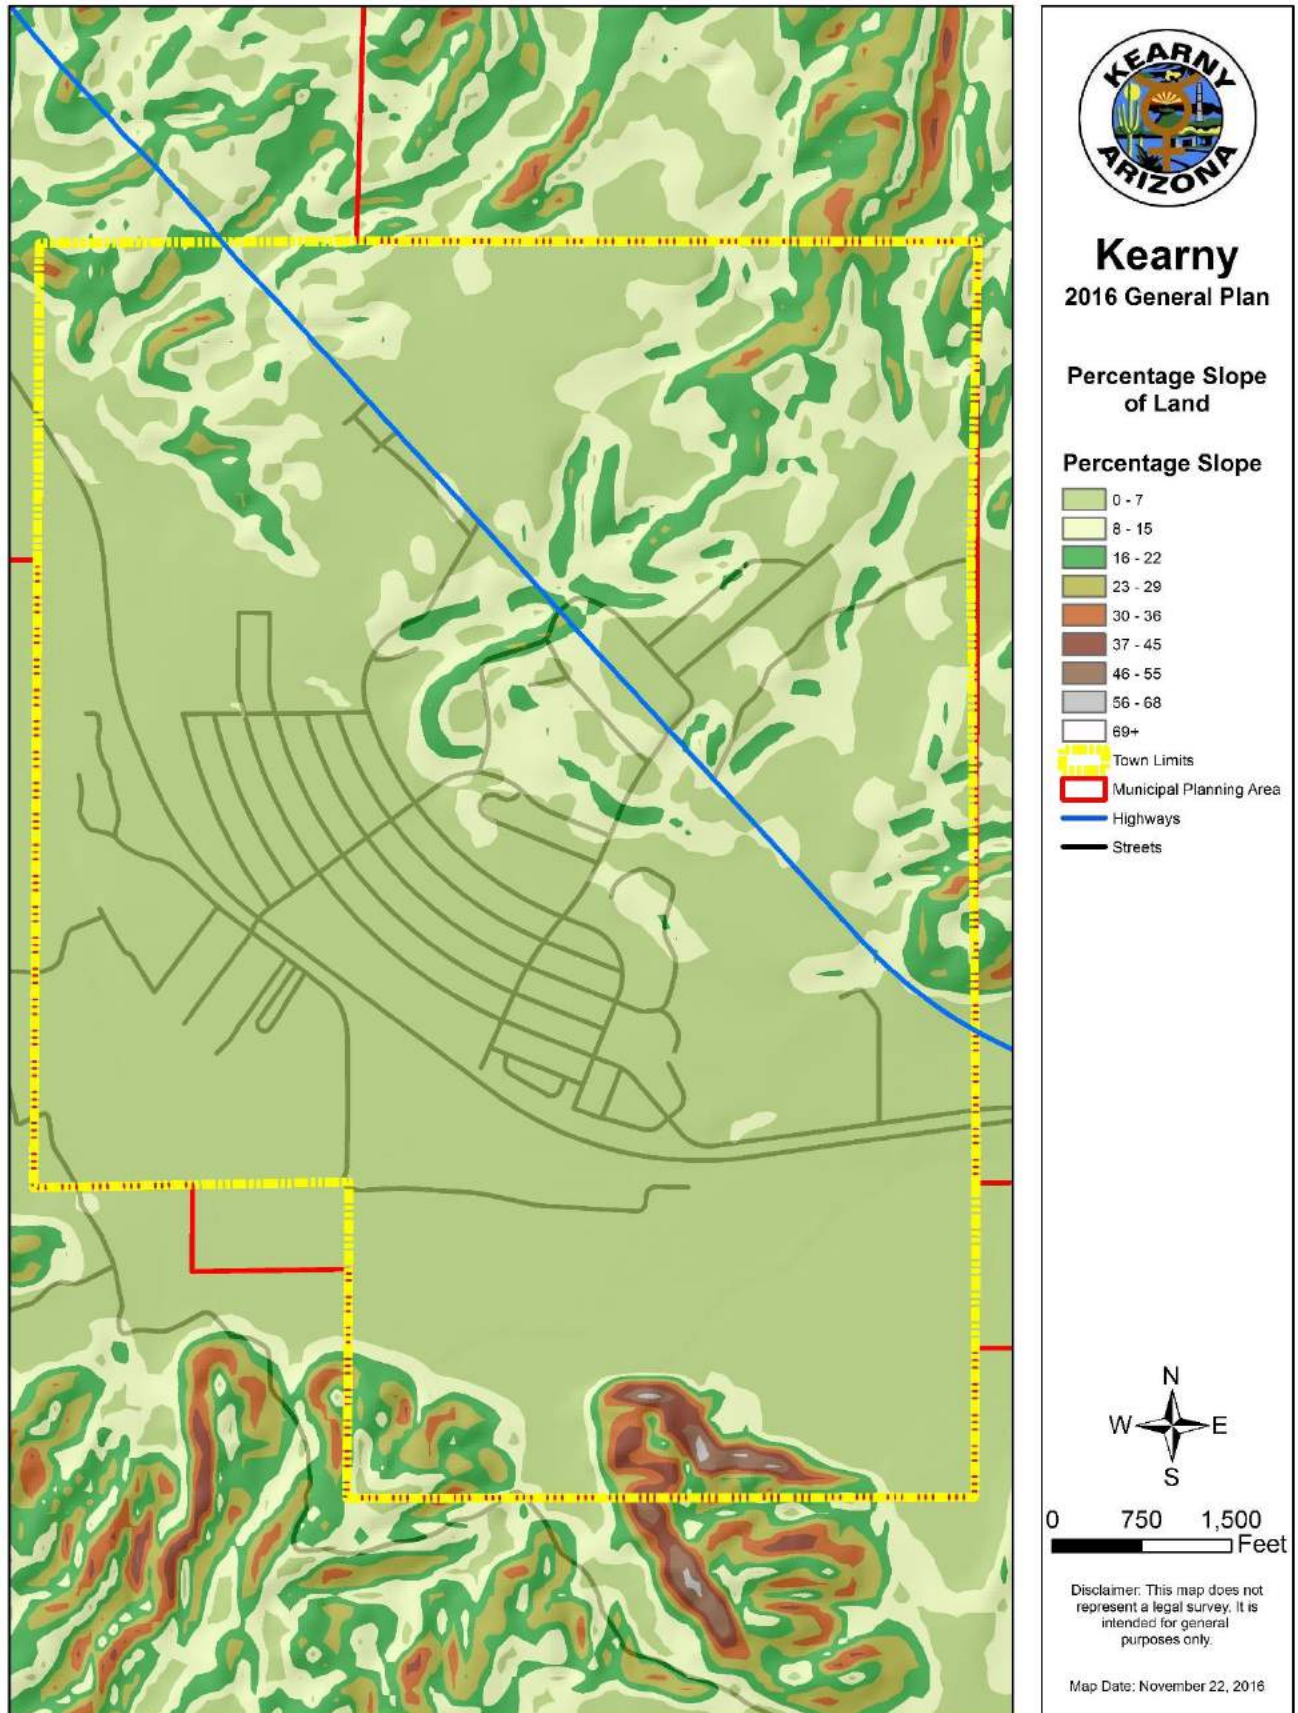 KEARNY
ARIZONA
Kearny
2016 General Plan
Percentage Slope
of Land
Percentage Slope
0 - 7
8 - 15
16 - 22
23 - 29
30 - 36
37 - 45
46 - 55
56 - 68
69+
Town Limits
Municipal Planning Area
Highways
Streets
N
W E
S
0 750 1,500
Feet
Disclaimer: This map does not
represent a legal survey. It is
intended for general
purposes only.
Map Date: November 22, 2016